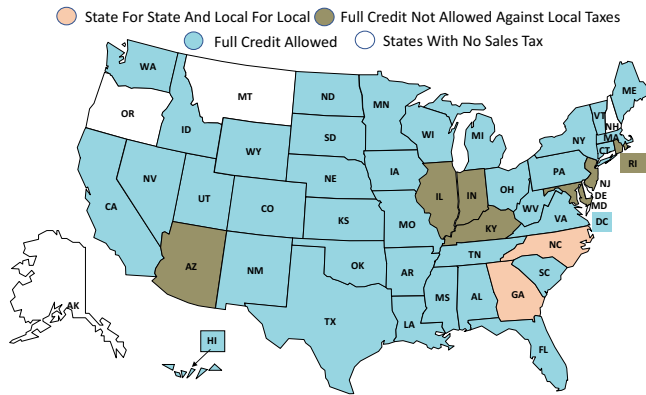 State For State And Local For Local
Full Credit Not Allowed Against Local Taxes
Full Credit Allowed
States With No Sales Tax
WA
MT
ND
MN
ME
OR
ID
SD
WI
MI
VT
NH
NY
MA
CT
RI
WY
IA
NE
PA
NJ
NV
UT
IL
IN
OH
DE
MD
CA
CO
KS
MO
WV
VA
DC
KY
NC
TN
AZ
NM
OK
AR
SC
MS
AL
GA
AK
TX
LA
HI
FL